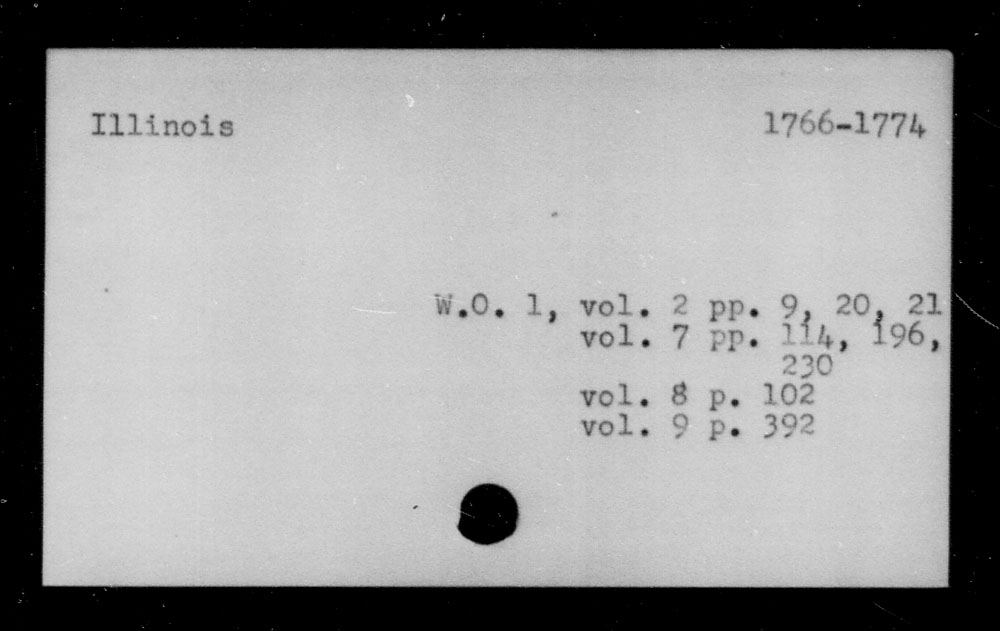 Illinois 1766-1774
W.O. 1, vol. 2 pp. 9, 20, 21
vol. 7 pp. 114, 196,
230
vol. 8 p. 102
vol. 9 p. 392